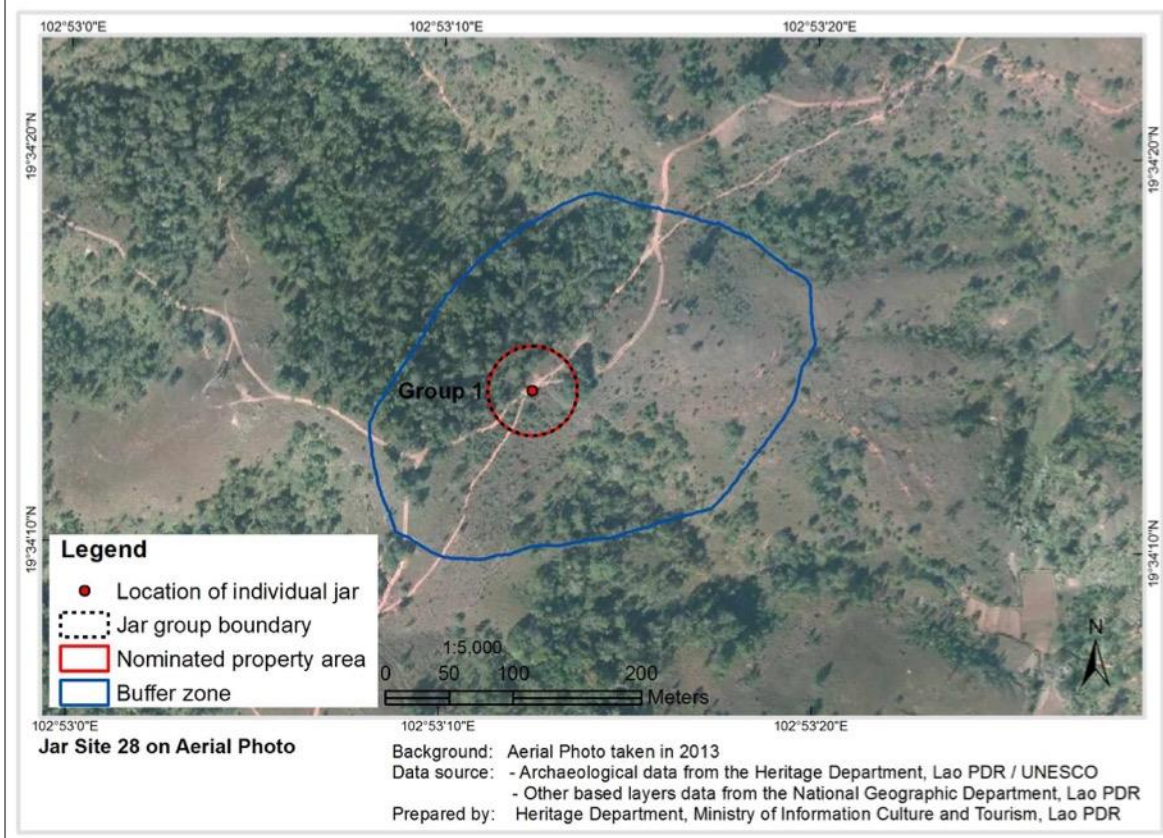 102°53'0"E 102°53'10"E 102°53'20"E
19°34'20"N 19°34'20"N
Group 1
19°34'10"N 19°34'10"N
Legend
Location of individual jar
Jar group boundary
Nominated property area
Buffer zone
1:5,000
0 50 100 200
Meters
N
102°53'0"E 102°53'10"E 102°53'20"E
Jar Site 28 on Aerial Photo
Background: Aerial Photo taken in 2013
Data source: - Archaeological data from the Heritage Department, Lao PDR / UNESCO
- Other based layers data from the National Geographic Department, Lao PDR
Prepared by: Heritage Department, Ministry of Information Culture and Tourism, Lao PDR